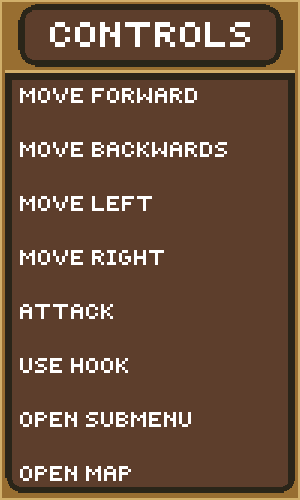 CONTROLS
MOVE FORWARD
MOVE BACKWARDS
MOVE LEFT
MOVE RIGHT
ATTACK
USE HOOK
OPEN SUBMENU
OPEN MAP